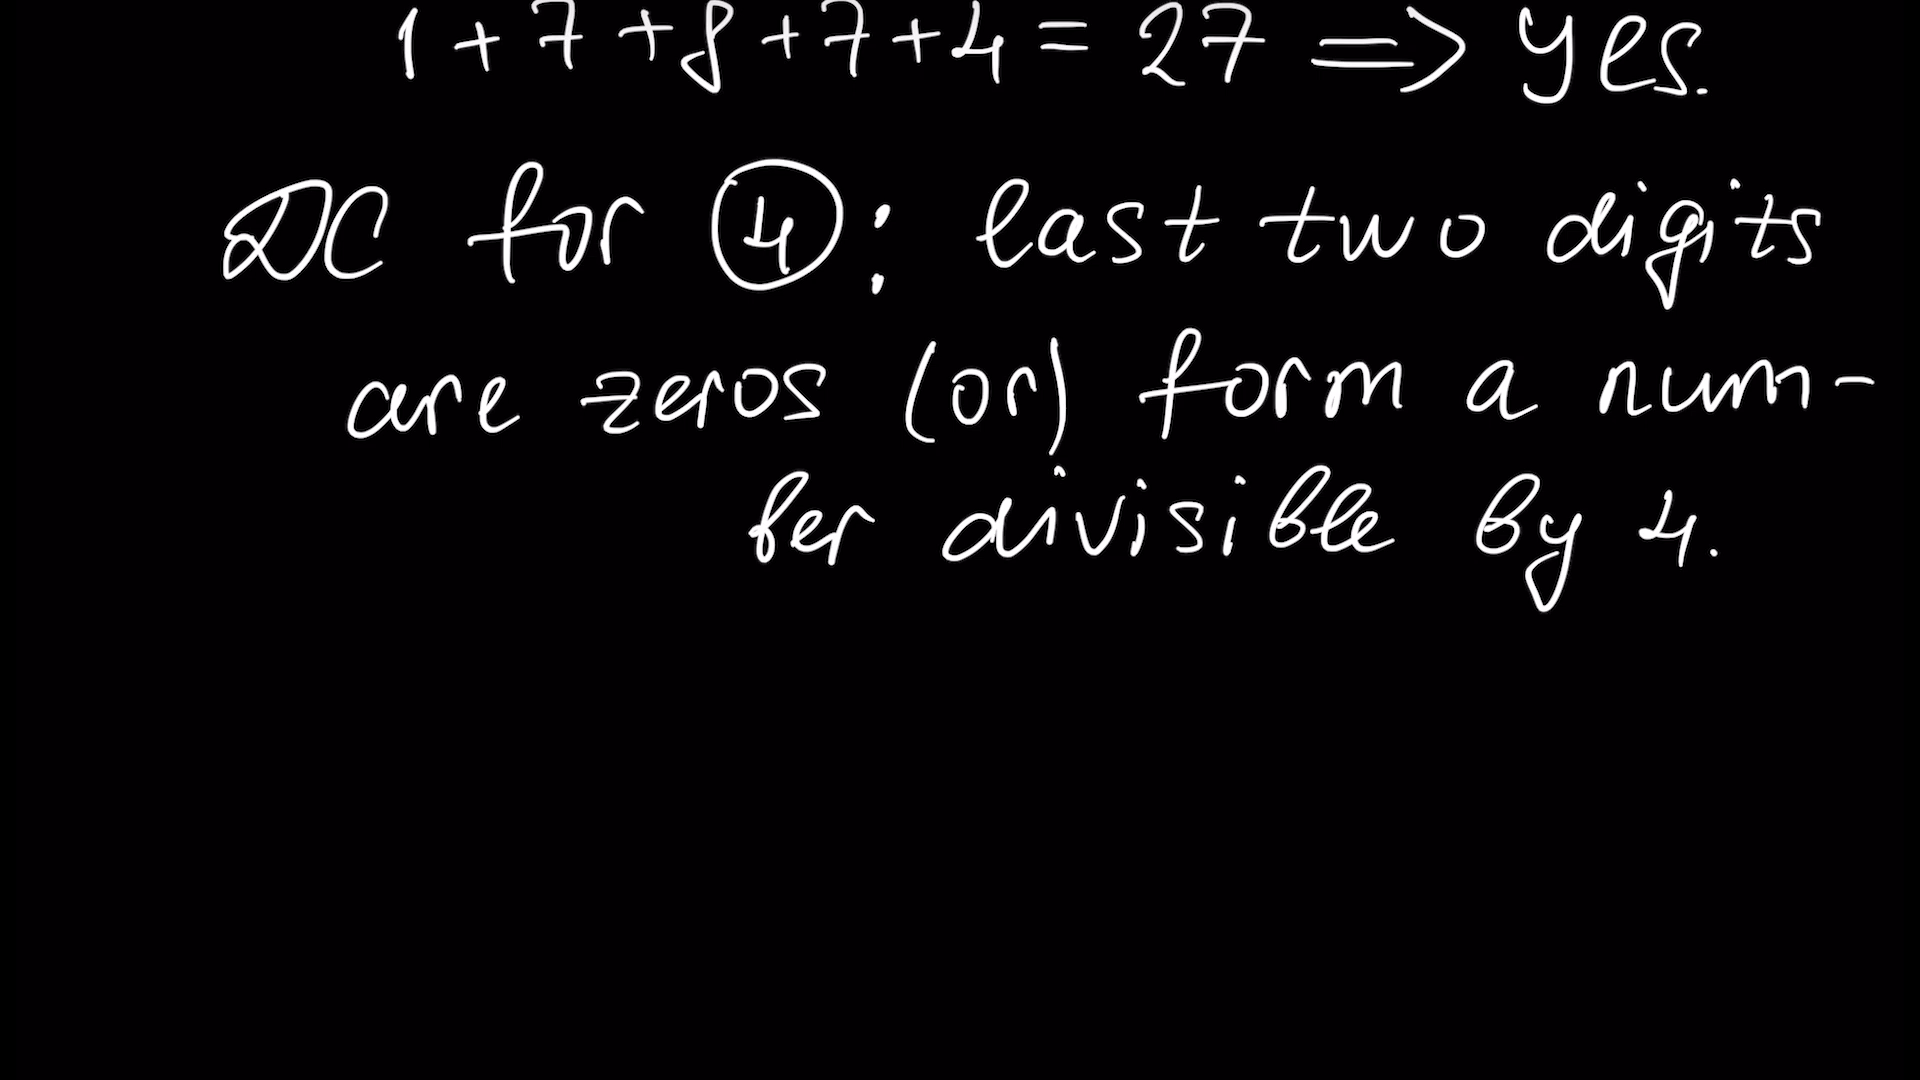 1+7+8+7+4= 27 => yes.
DC for 4: last two digits
are zeros (or) form a num-
ber divisible by 4.